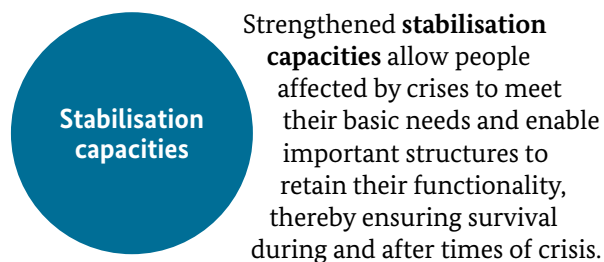 Stabilisation
capacities
Strengthened stabilisation
capacities allow people
affected by crises to meet
their basic needs and enable
important structures to
retain their functionality,
thereby ensuring survival
during and after times of crisis.